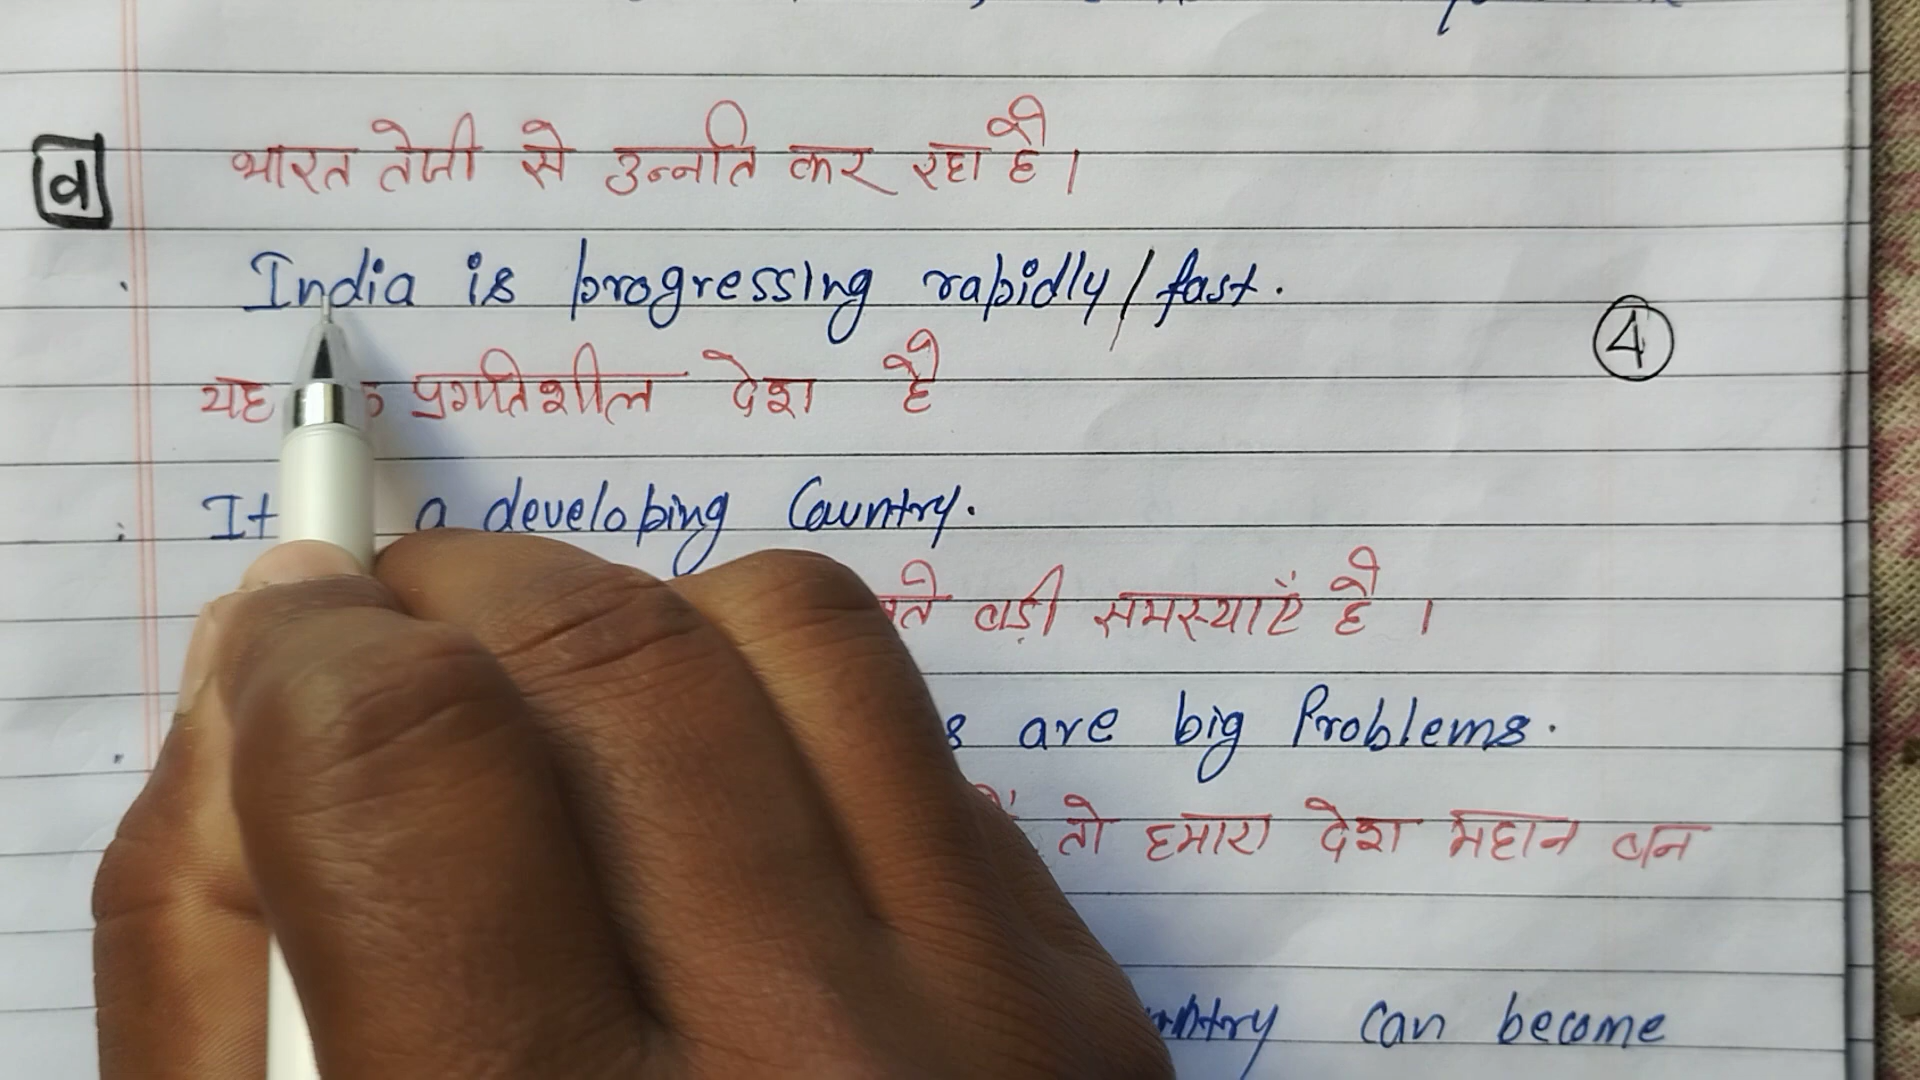 व
भारत तेजी से उन्नति कर रहा है।
India is progressing rapidly/fast.
④
यह प्रगतिशील देश है
It a developing Country.
बड़ी समस्याएँ है ।
are big Problems.
तो हमारा देश महान बन
can become